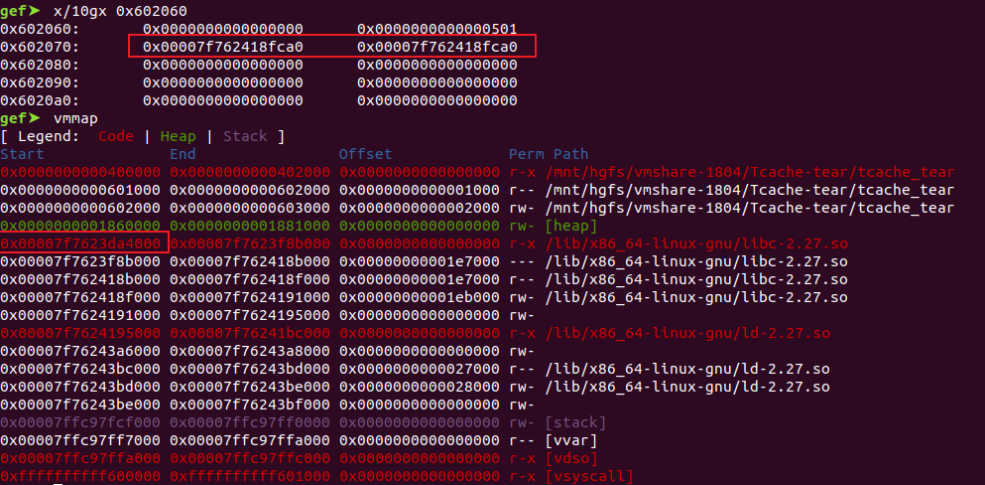 gef➤ x/10gx 0x602060
0x602060: 0x0000000000000000 0x0000000000000501
0x602070: 0x00007f762418fca0 0x00007f762418fca0
0x602080: 0x0000000000000000 0x0000000000000000
0x602090: 0x0000000000000000 0x0000000000000000
0x6020a0: 0x0000000000000000 0x0000000000000000
gef➤ vmmap
[ Legend: Code | Heap | Stack ]
Start End Offset Perm Path
0x0000000000400000 0x0000000000402000 0x0000000000000000 r-x /mnt/hgfs/vmshare-1804/Tcache-tear/tcache_tear
0x0000000000601000 0x0000000000602000 0x0000000000001000 r-- /mnt/hgfs/vmshare-1804/Tcache-tear/tcache_tear
0x0000000000602000 0x0000000000603000 0x0000000000002000 rw- /mnt/hgfs/vmshare-1804/Tcache-tear/tcache_tear
0x0000000001860000 0x0000000001881000 0x0000000000000000 rw- [heap]
0x00007f7623da4000 0x00007f7623f8b000 0x0000000000000000 r-x /lib/x86_64-linux-gnu/libc-2.27.so
0x00007f7623f8b000 0x00007f762418b000 0x00000000001e7000 --- /lib/x86_64-linux-gnu/libc-2.27.so
0x00007f762418b000 0x00007f762418f000 0x00000000001e7000 r-- /lib/x86_64-linux-gnu/libc-2.27.so
0x00007f762418f000 0x00007f7624191000 0x00000000001eb000 rw- /lib/x86_64-linux-gnu/libc-2.27.so
0x00007f7624191000 0x00007f7624195000 0x0000000000000000 rw-
0x00007f7624195000 0x00007f76241bc000 0x0000000000000000 r-x /lib/x86_64-linux-gnu/ld-2.27.so
0x00007f76243a6000 0x00007f76243a8000 0x0000000000000000 rw-
0x00007f76243bc000 0x00007f76243bd000 0x0000000000027000 r-- /lib/x86_64-linux-gnu/ld-2.27.so
0x00007f76243bd000 0x00007f76243be000 0x0000000000028000 rw- /lib/x86_64-linux-gnu/ld-2.27.so
0x00007f76243be000 0x00007f76243bf000 0x0000000000000000 rw-
0x00007ffc97fcf000 0x00007ffc97ff0000 0x0000000000000000 rw- [stack]
0x00007ffc97ff7000 0x00007ffc97ffa000 0x0000000000000000 r-- [vvar]
0x00007ffc97ffa000 0x00007ffc97ffc000 0x0000000000000000 r-x [vdso]
0xffffffffff600000 0xffffffffff601000 0x0000000000000000 r-x [vsyscall]